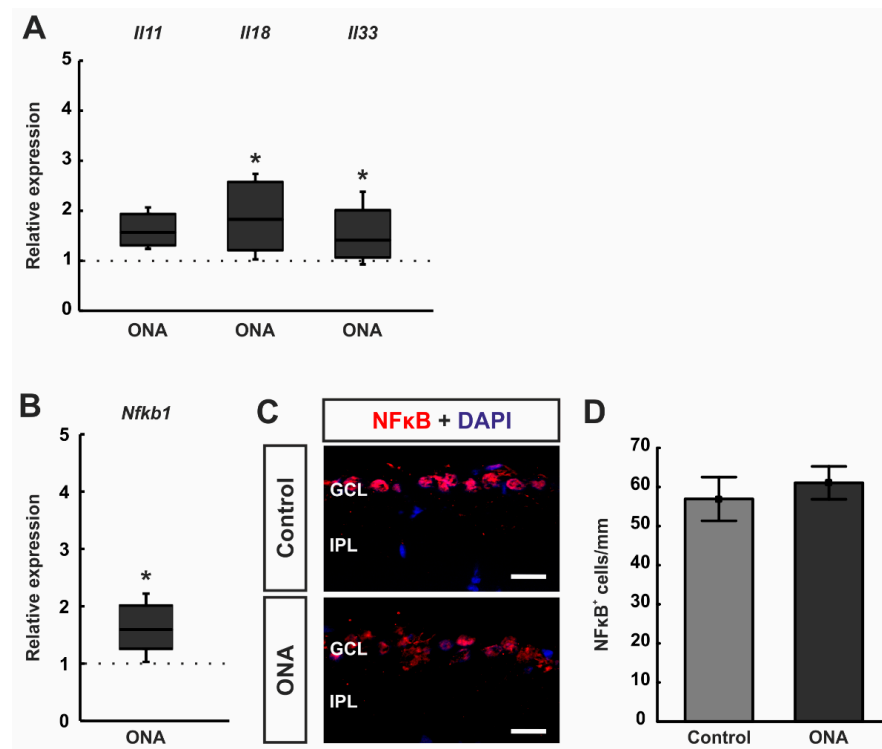 A
Il11 Il18 Il33
Relative expression
5
4
3
2
1
0
* *
ONA ONA ONA
B
Nfkb1
Relative expression
5
4
3
2
1
0
*
ONA
C
NFκB + DAPI
Control
GCL
IPL
ONA
GCL
IPL
D
NFκB⁺ cells/mm
70
60
50
40
30
20
10
0
Control ONA